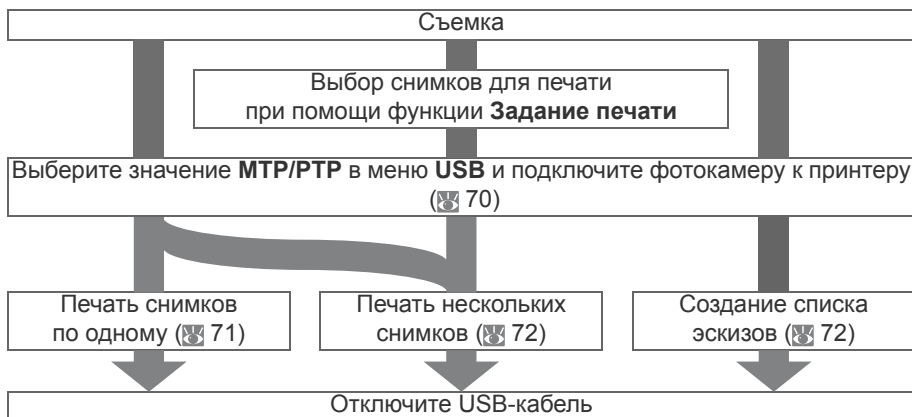 Съемка
Выбор снимков для печати
при помощи функции Задание печати
Выберите значение MTP/PTP в меню USB и подключите фотокамеру к принтеру
( 70)
Печать снимков
по одному ( 71)
Печать нескольких
снимков ( 72)
Создание списка
эскизов ( 72)
Отключите USB-кабель